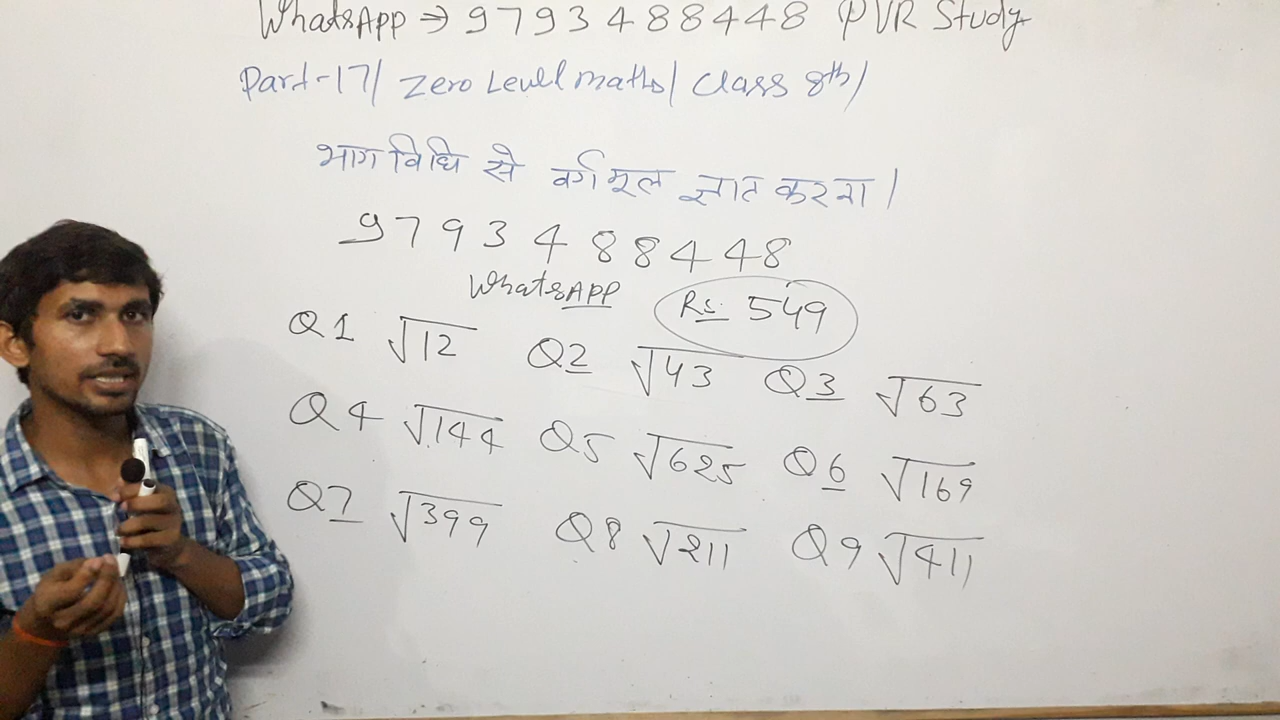 WhatsApp → 9793488448 PVR Study
Part-17/ Zero Level maths/ Class 8th/
भाग विधि से वर्गमूल ज्ञात करना।
9793488448
WhatsAPP Rs. 549
Q1 √12 Q2 √43 Q3 √63
Q4 √144 Q5 √625 Q6 √169
Q7 √399 Q8 √211 Q9 √411